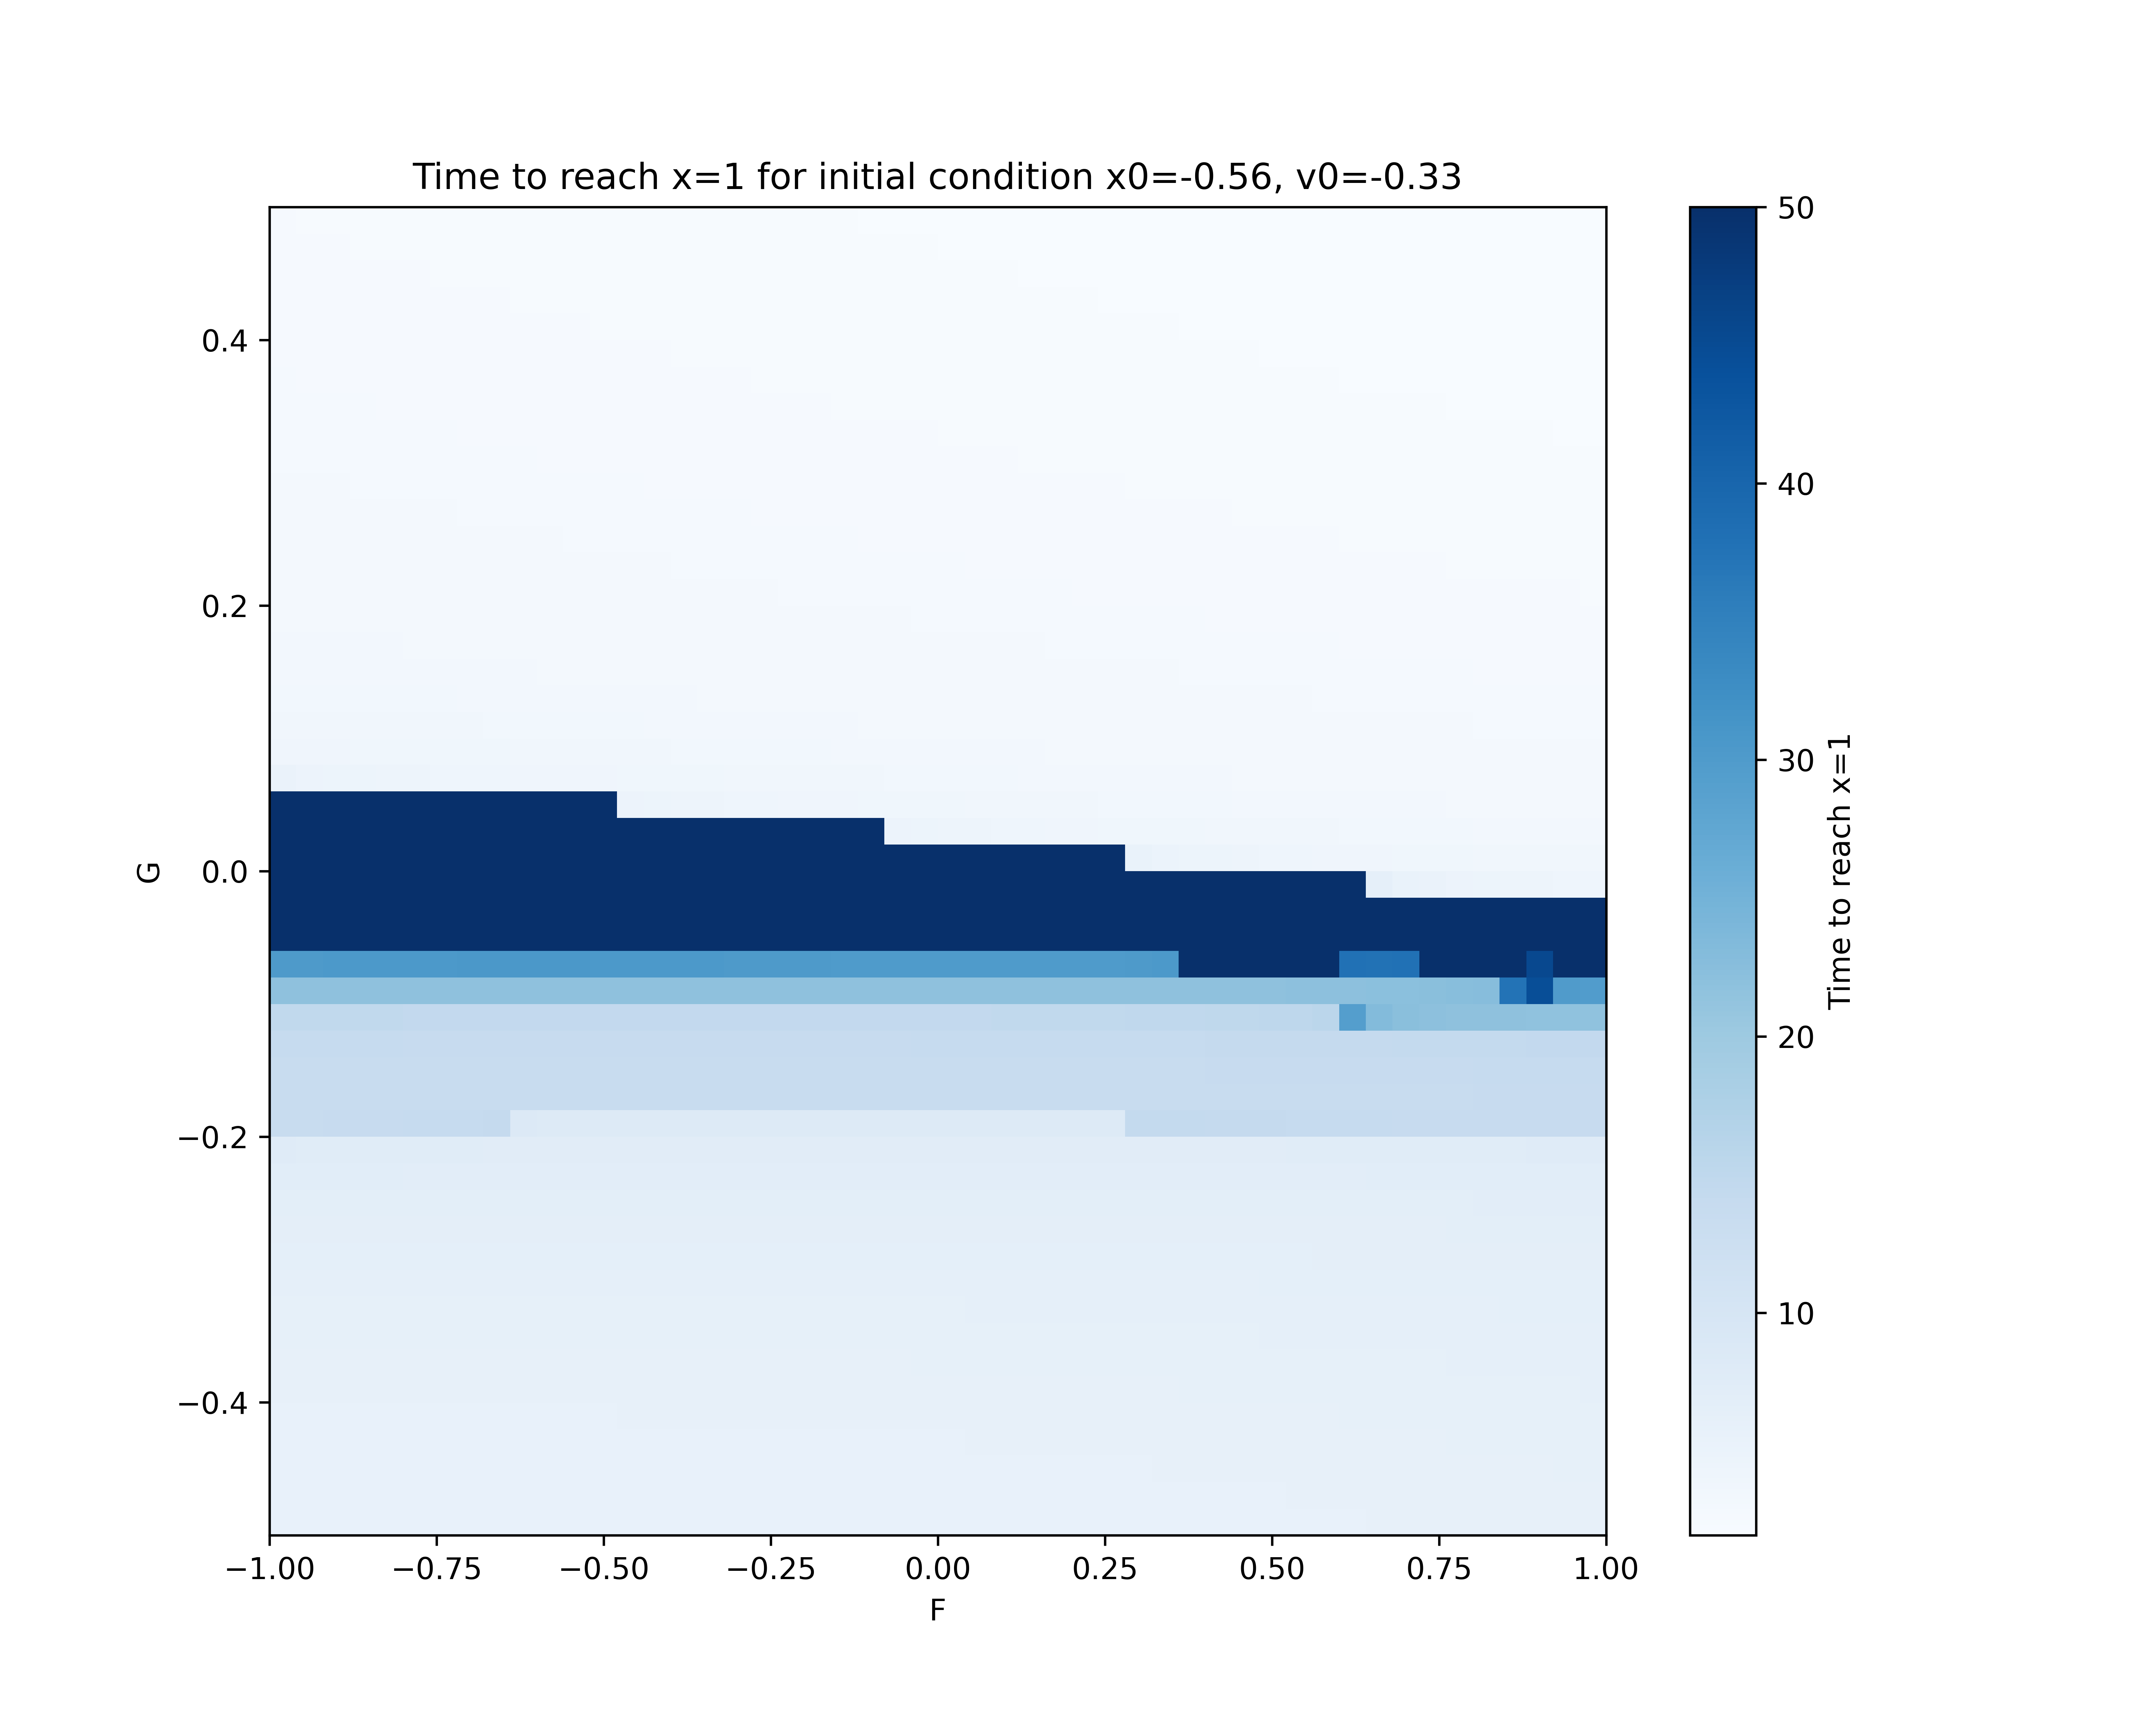 Time to reach x=1 for initial condition x0=-0.56, v0=-0.33
50
0.4
40
0.2
30
G
0.0
Time to reach x=1
20
−0.2
10
−0.4
−1.00 −0.75 −0.50 −0.25 0.00 0.25 0.50 0.75 1.00
F